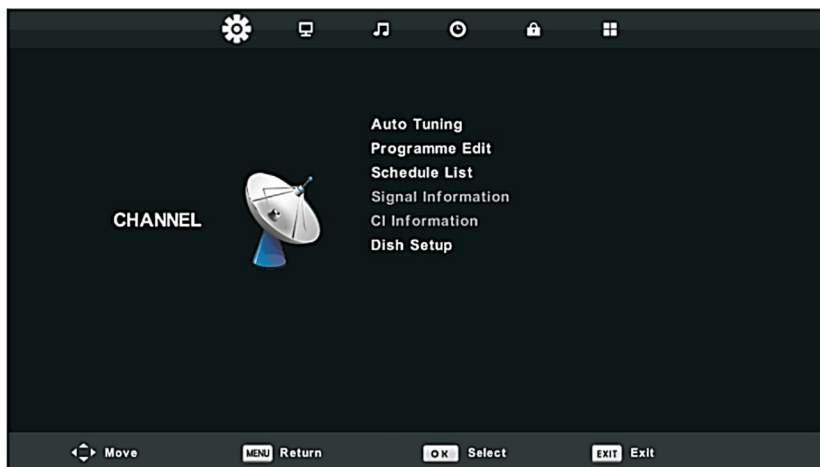 Auto Tuning
Programme Edit
Schedule List
Signal Information
CI Information
Dish Setup
CHANNEL
Move
MENU Return
OK Select
EXIT Exit